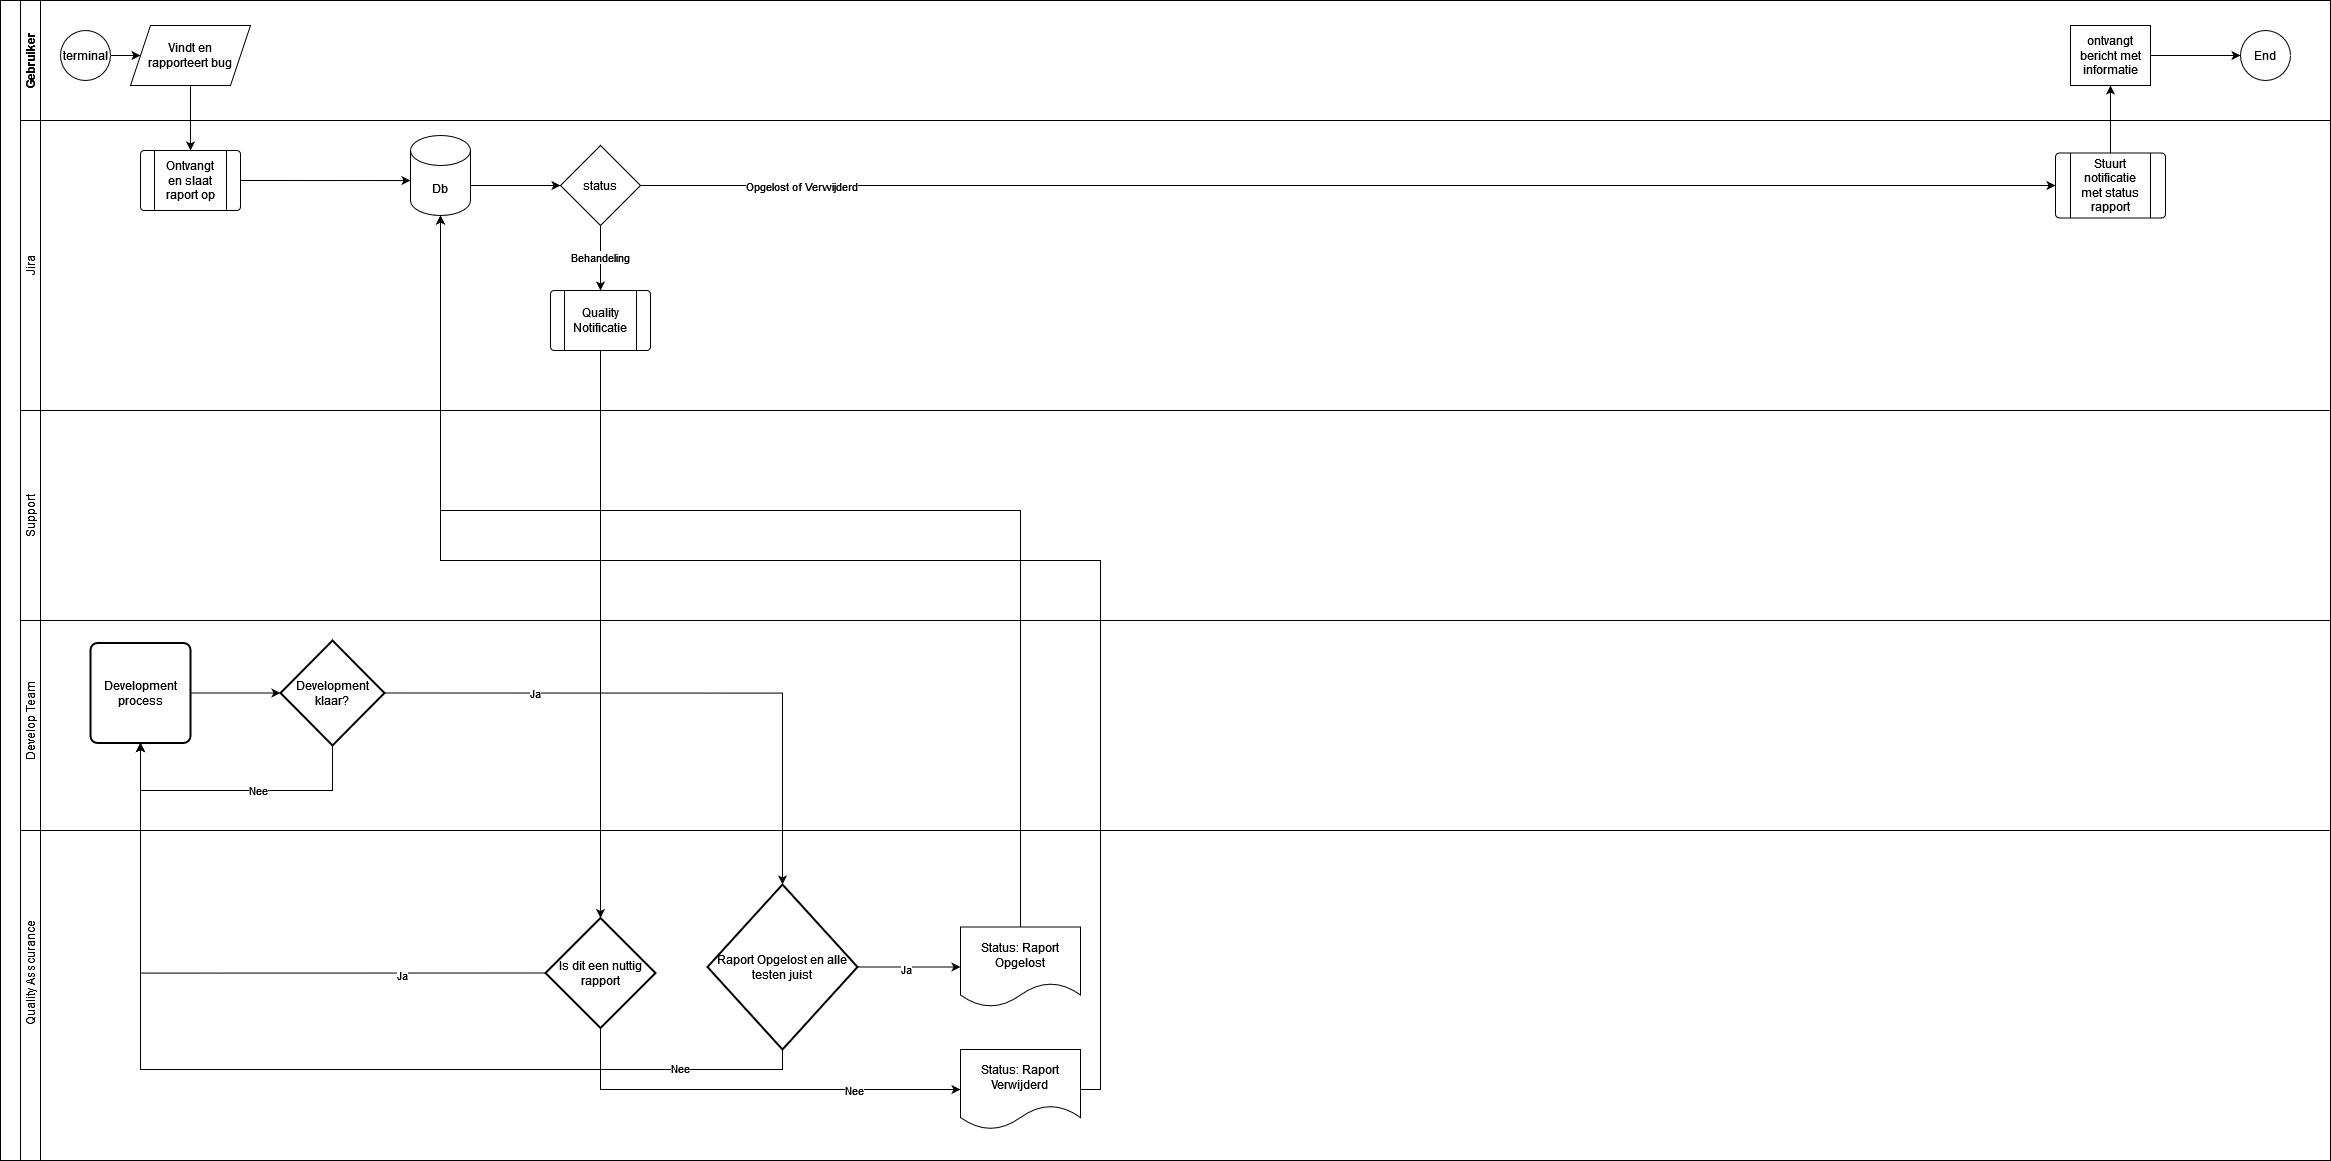 Gebruiker
terminal
Vindt en
rapporteert bug
ontvangt
bericht met
informatie
End
Jira
Ontvangt
en slaat
raport op
Db
status
Opgelost of Verwijderd
Stuurt
notificatie
met status
rapport
Behandeling
Quality
Notificatie
Support
Develop Team
Development
process
Development
klaar?
Ja
Nee
Quality Asscurance
Is dit een nuttig
rapport
Ja
Raport Opgelost en alle
testen juist
Ja
Status: Raport
Opgelost
Nee
Nee
Status: Raport
Verwijderd